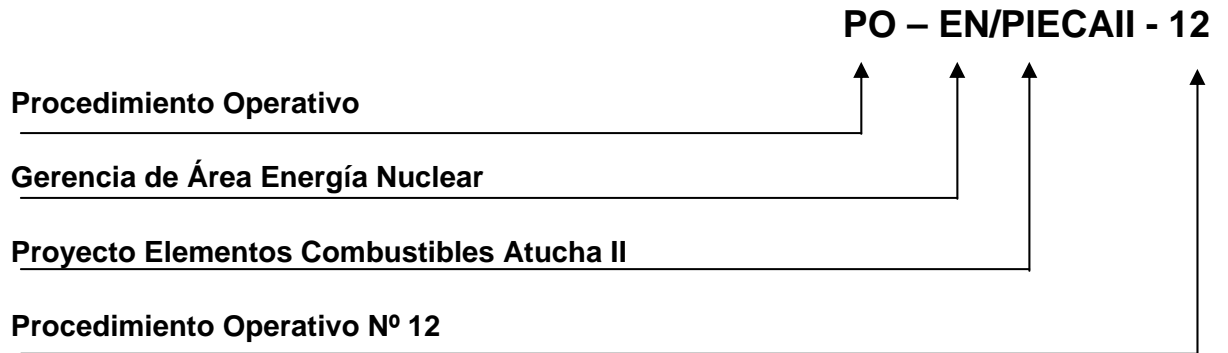 PO – EN/PIECAII - 12
Procedimiento Operativo
Gerencia de Área Energía Nuclear
Proyecto Elementos Combustibles Atucha II
Procedimiento Operativo Nº 12